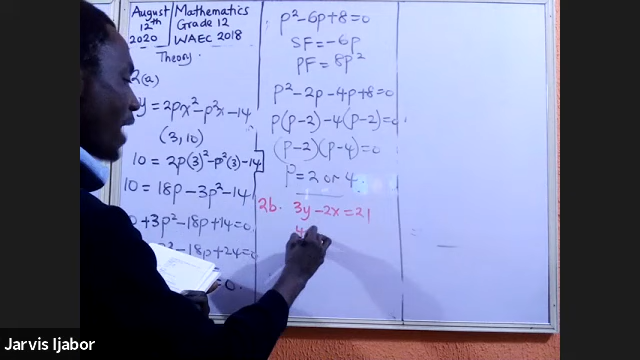 August
12th
2020
Mathematics
Grade 12
WAEC 2018
Theory
2(a)
y = 2px²-p²x-14
(3,10)
10 = 2p(3)²-p²(3)-14
10 = 18p-3p²-14
+3p²-18p+14=0
-18p+24=0
=0.
p²-6p+8=0
SF=-6p
PF=8p²
p²-2p-4p+8=0
p(p-2)-4(p-2)=0
(p-2)(p-4)=0
P=2 or 4.
2b. 3y-2x=21
4
Jarvis Ijabor